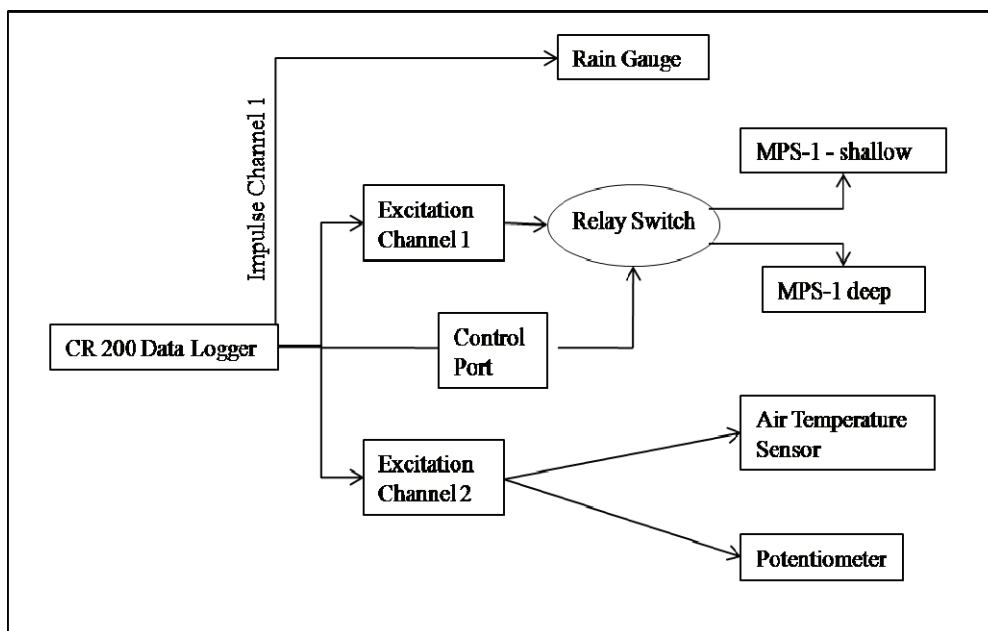 Rain Gauge
Impulse Channel 1
MPS-1 - shallow
Excitation
Channel 1
Relay Switch
MPS-1 deep
CR 200 Data Logger
Control
Port
Air Temperature
Sensor
Excitation
Channel 2
Potentiometer